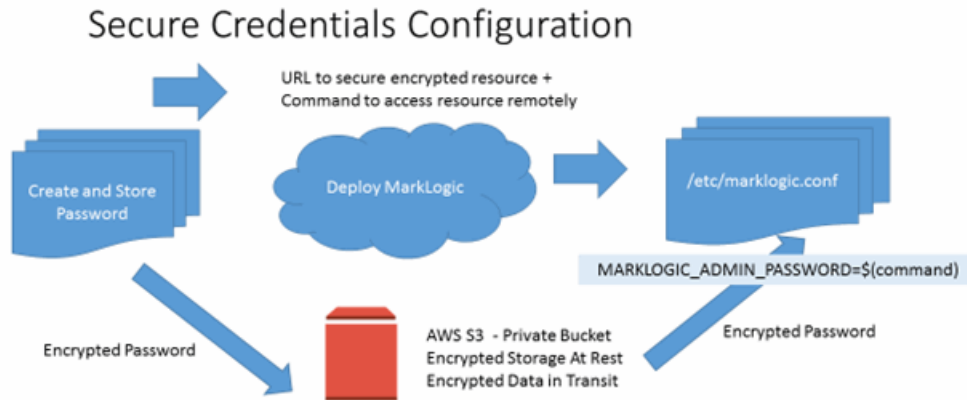 Secure Credentials Configuration
URL to secure encrypted resource +
Command to access resource remotely
Create and Store
Password
Deploy MarkLogic
/etc/marklogic.conf
MARKLOGIC_ADMIN_PASSWORD=$(command)
Encrypted Password
AWS S3 - Private Bucket
Encrypted Storage At Rest
Encrypted Data in Transit
Encrypted Password